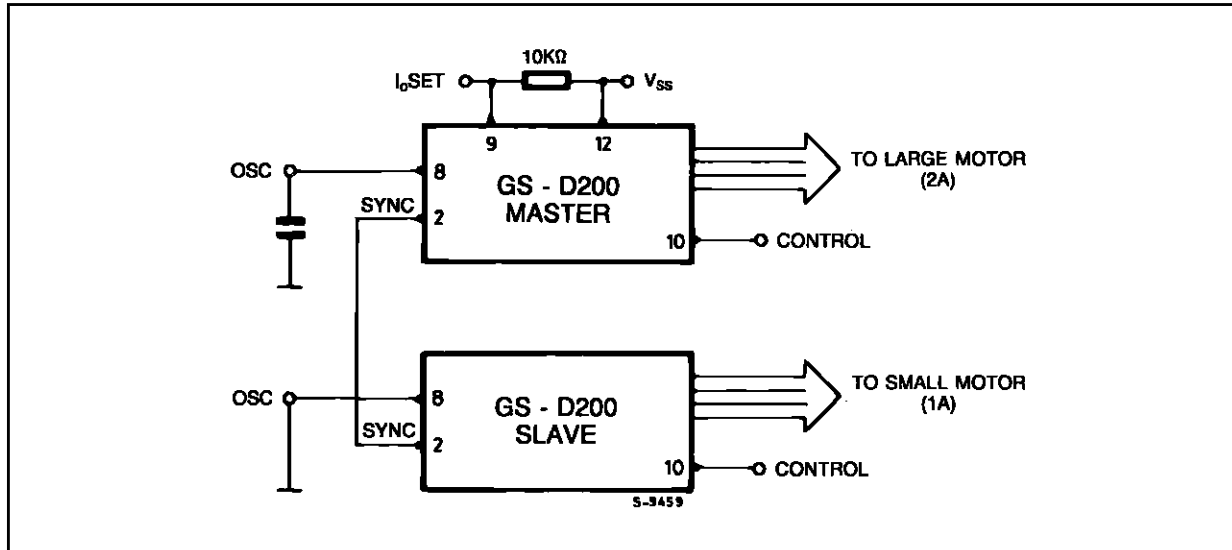 10KΩ
IoSET
Vss
9 12
OSC 8
GS - D200
MASTER
SYNC 2
10 CONTROL
TO LARGE MOTOR
(2A)
OSC 8
GS - D200
SLAVE
SYNC 2
10 CONTROL
TO SMALL MOTOR
(1A)
S-9459